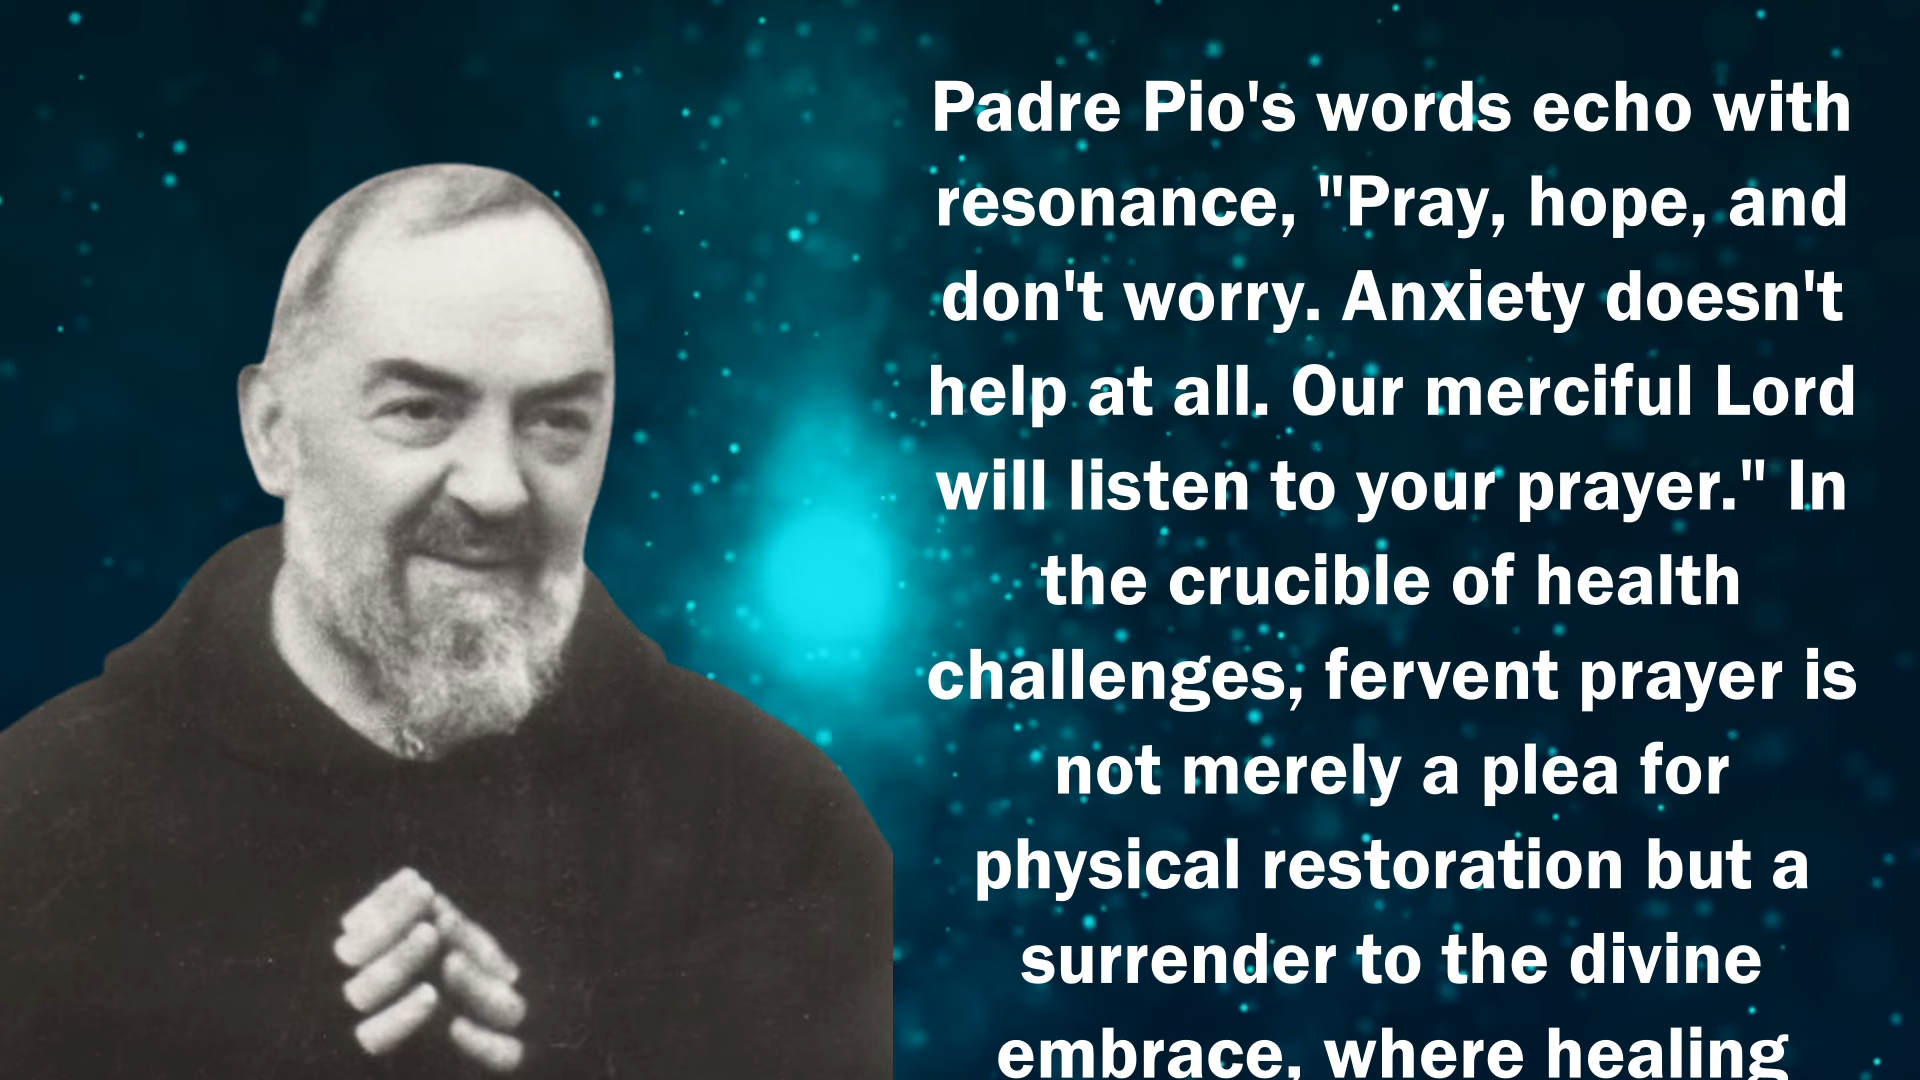 Padre Pio's words echo with
resonance, "Pray, hope, and
don't worry. Anxiety doesn't
help at all. Our merciful Lord
will listen to your prayer." In
the crucible of health
challenges, fervent prayer is
not merely a plea for
physical restoration but a
surrender to the divine
embrace, where healing